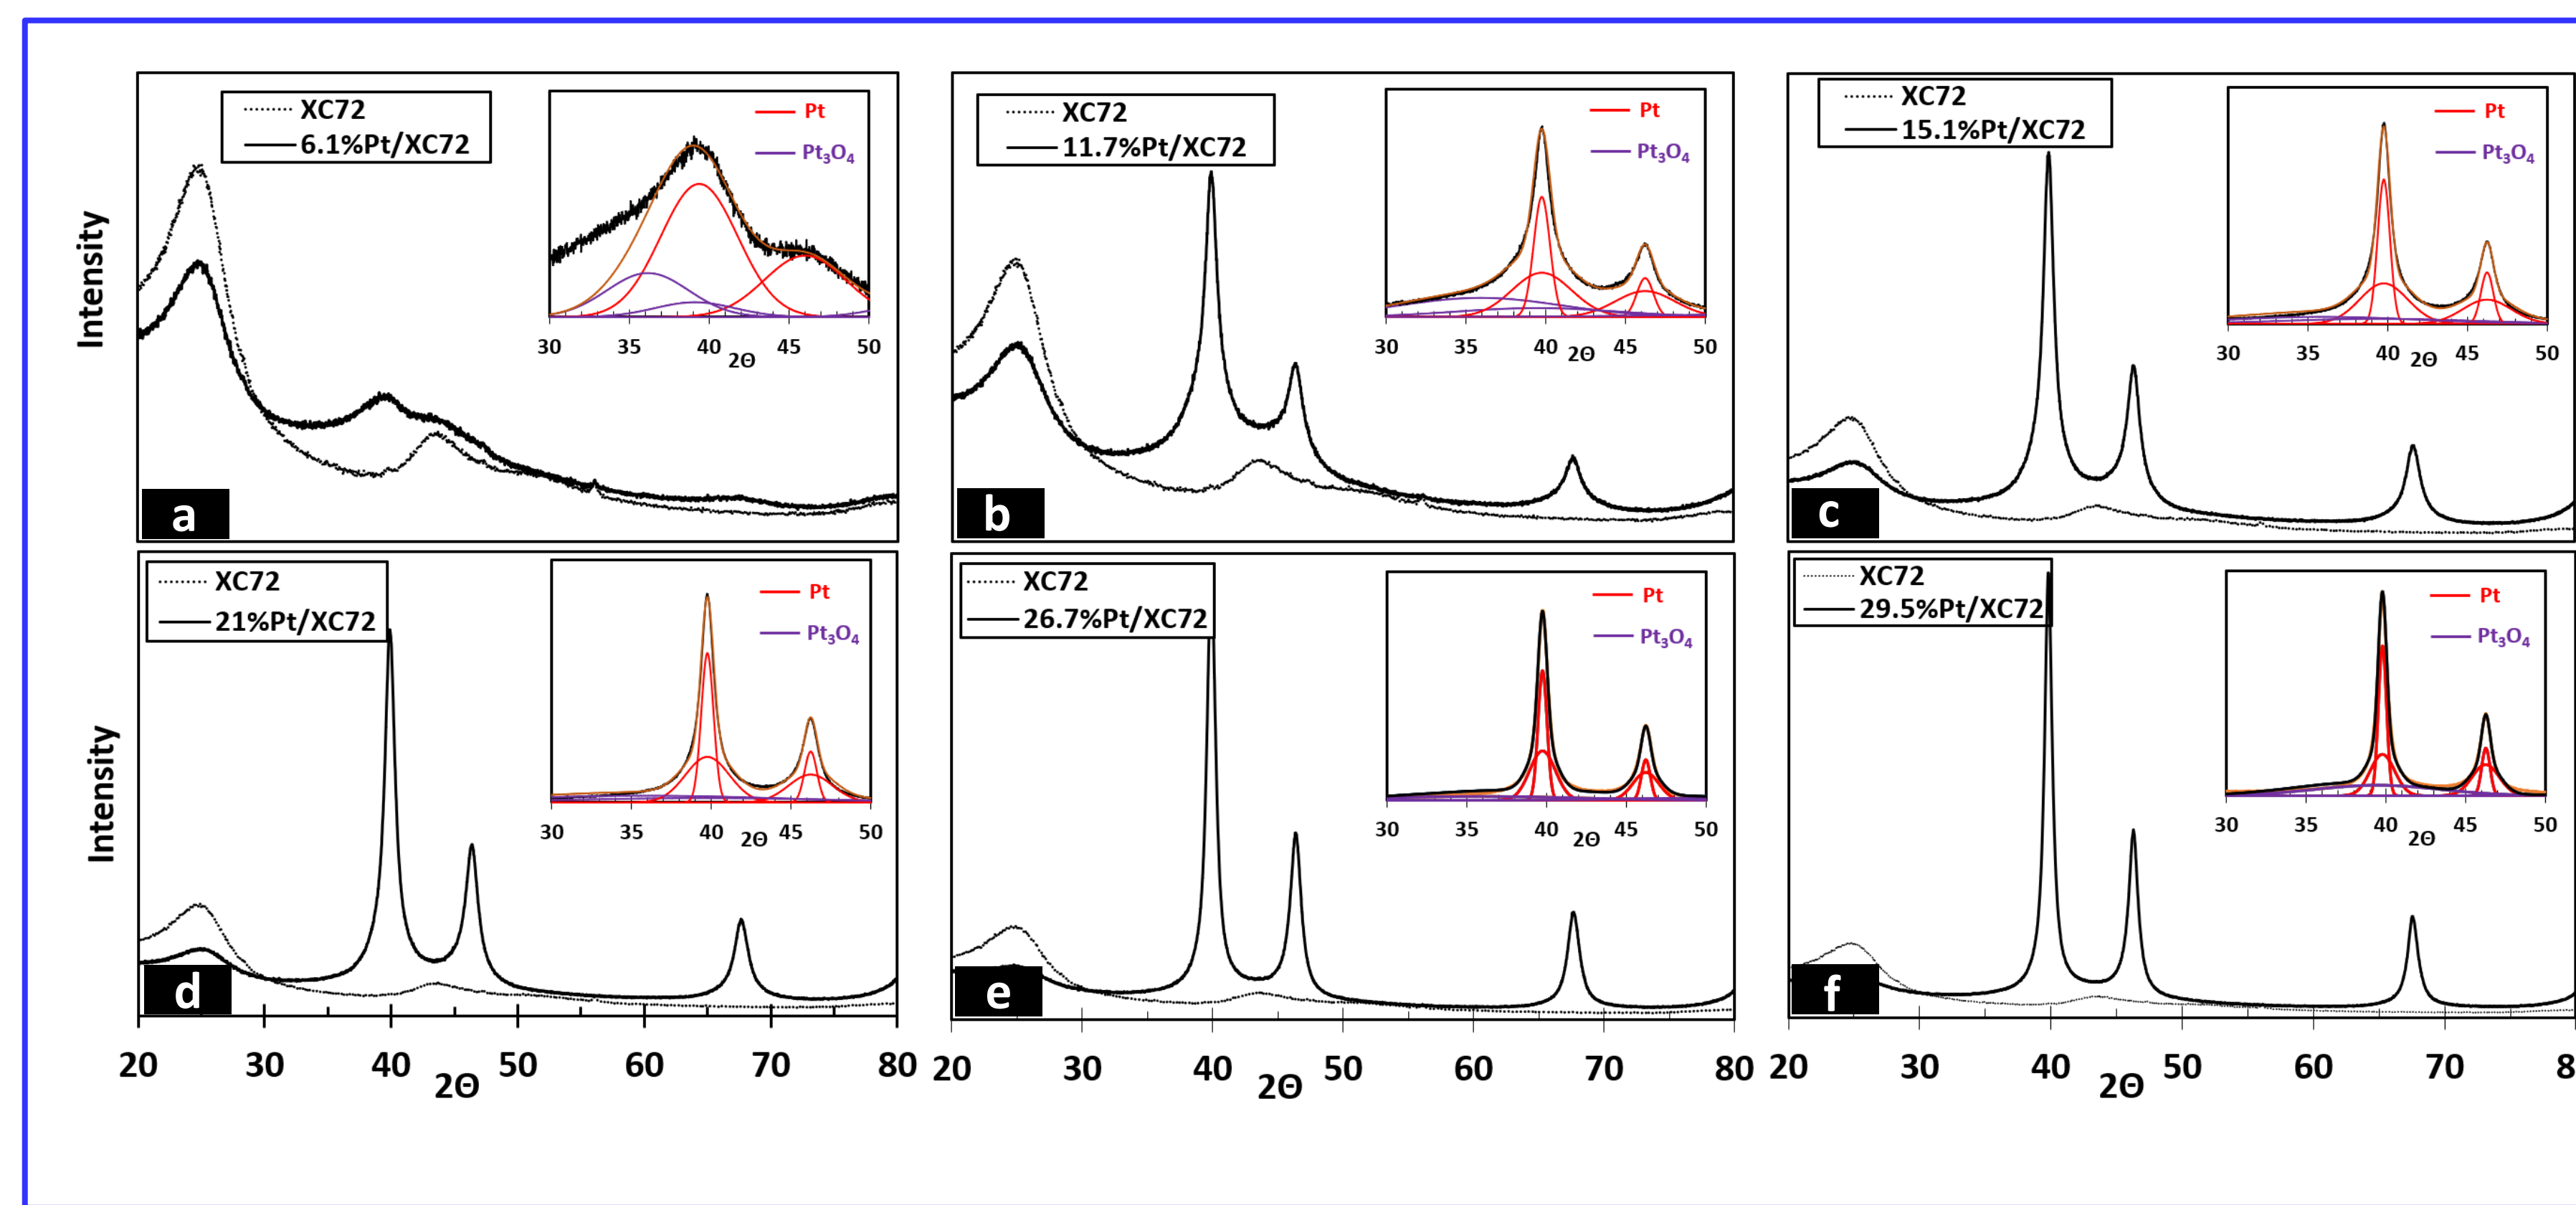 Intensity
XC72
6.1%Pt/XC72
Pt
Pt₃O₄
30 35 40 45 50
2Θ
a
XC72
11.7%Pt/XC72
Pt
Pt₃O₄
30 35 40 45 50
2Θ
b
XC72
15.1%Pt/XC72
Pt
Pt₃O₄
30 35 40 45 50
2Θ
c
Intensity
XC72
21%Pt/XC72
Pt
Pt₃O₄
30 35 40 45 50
2Θ
d
20 30 40 50 60 70 80
2Θ
XC72
26.7%Pt/XC72
Pt
Pt₃O₄
30 35 40 45 50
2Θ
e
20 30 40 50 60 70 80
2Θ
XC72
29.5%Pt/XC72
Pt
Pt₃O₄
30 35 40 45 50
2Θ
f
20 30 40 50 60 70 8
2Θ